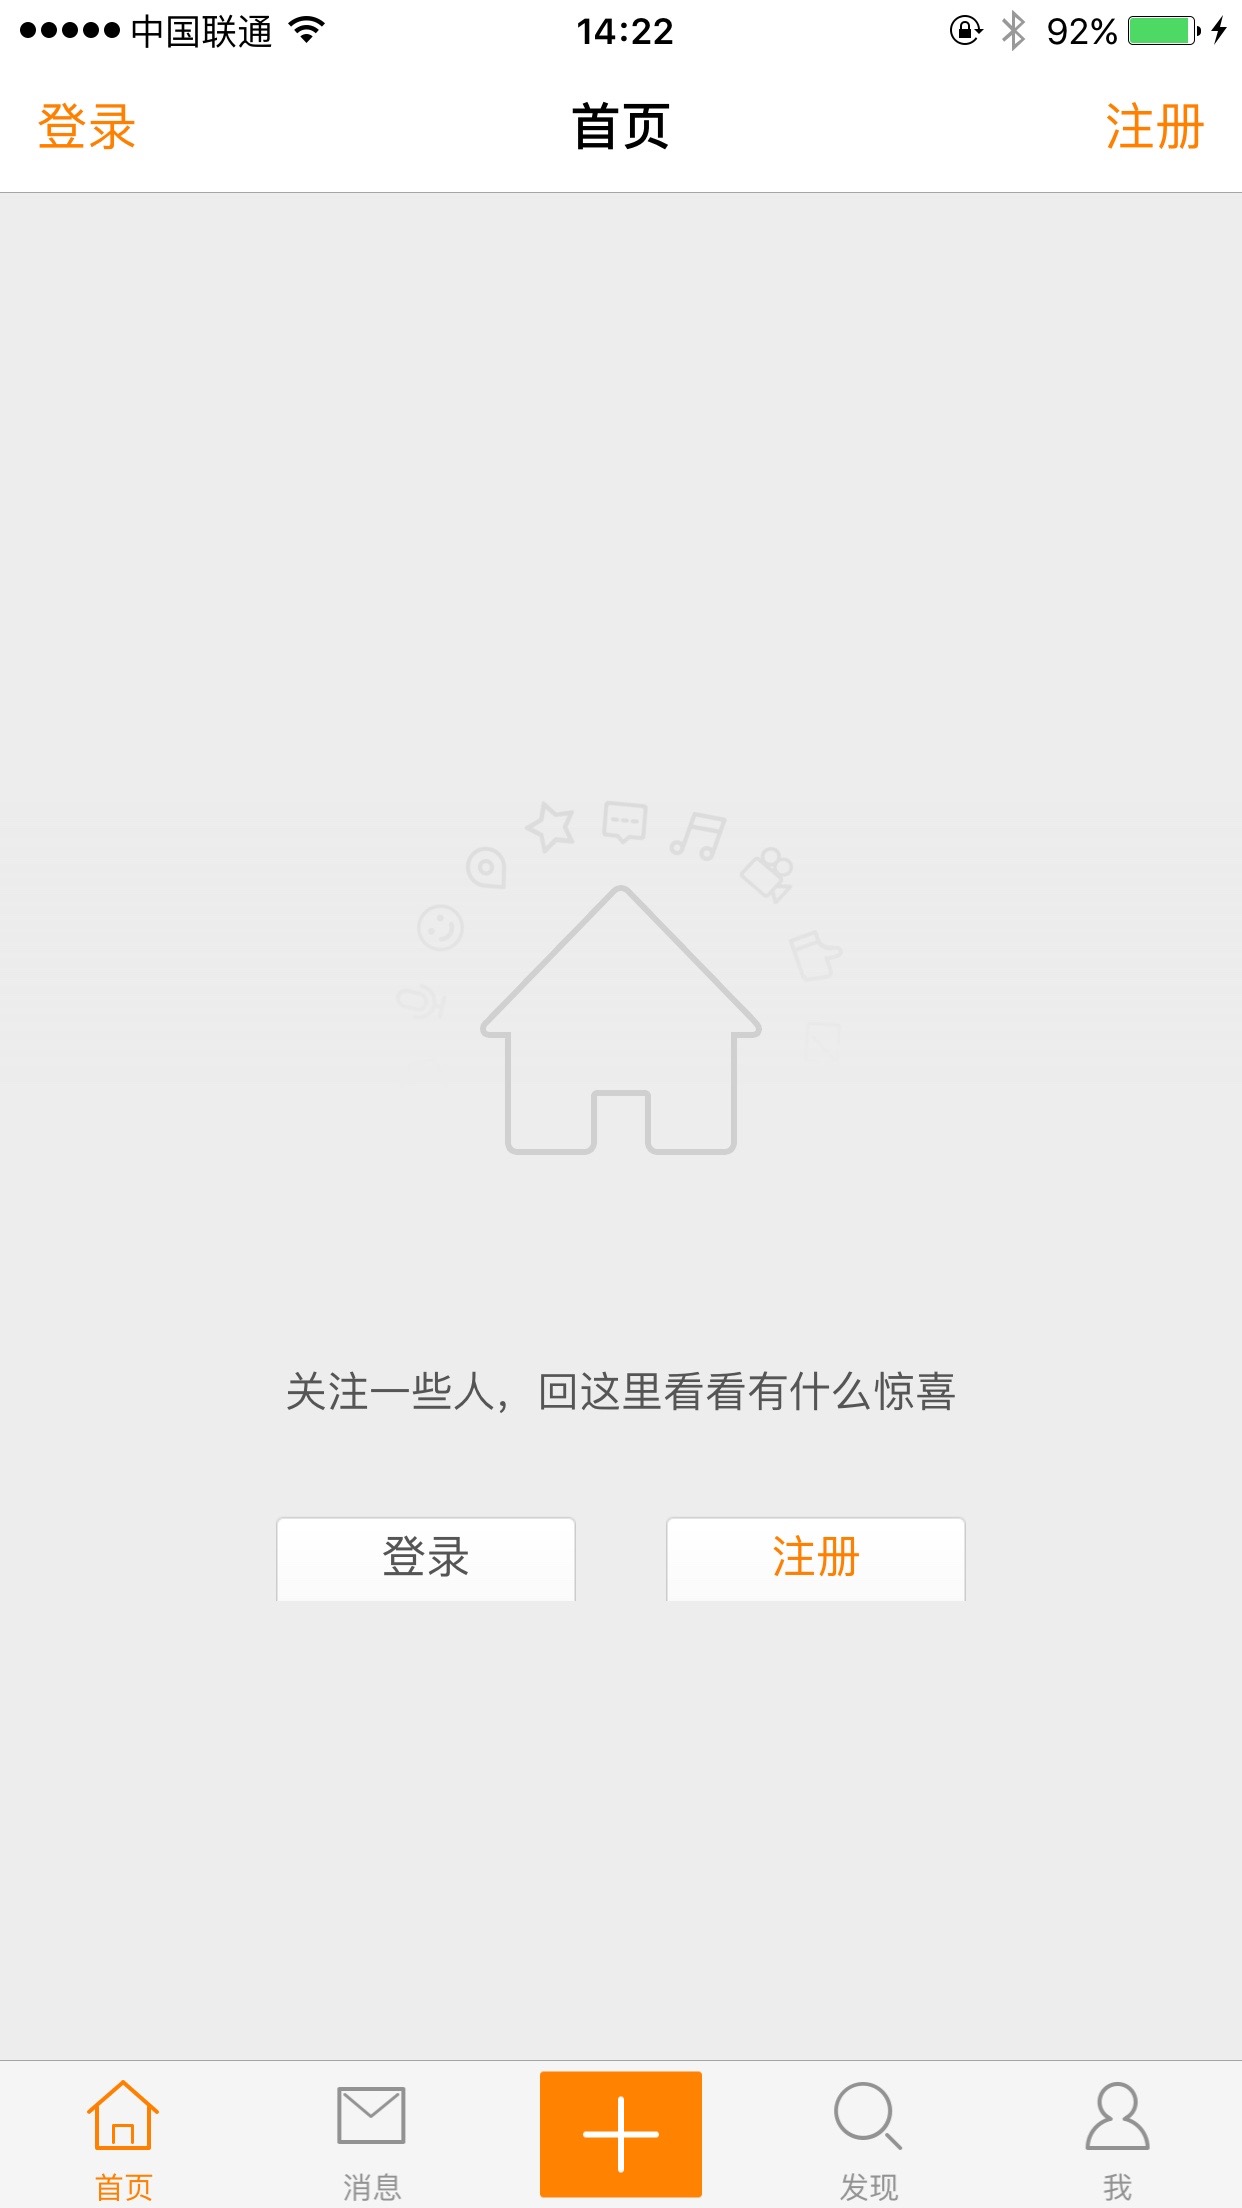 中国联通 14:22 92%
登录 首页 注册
关注一些人，回这里看看有什么惊喜
登录 注册
首页 消息 发现 我